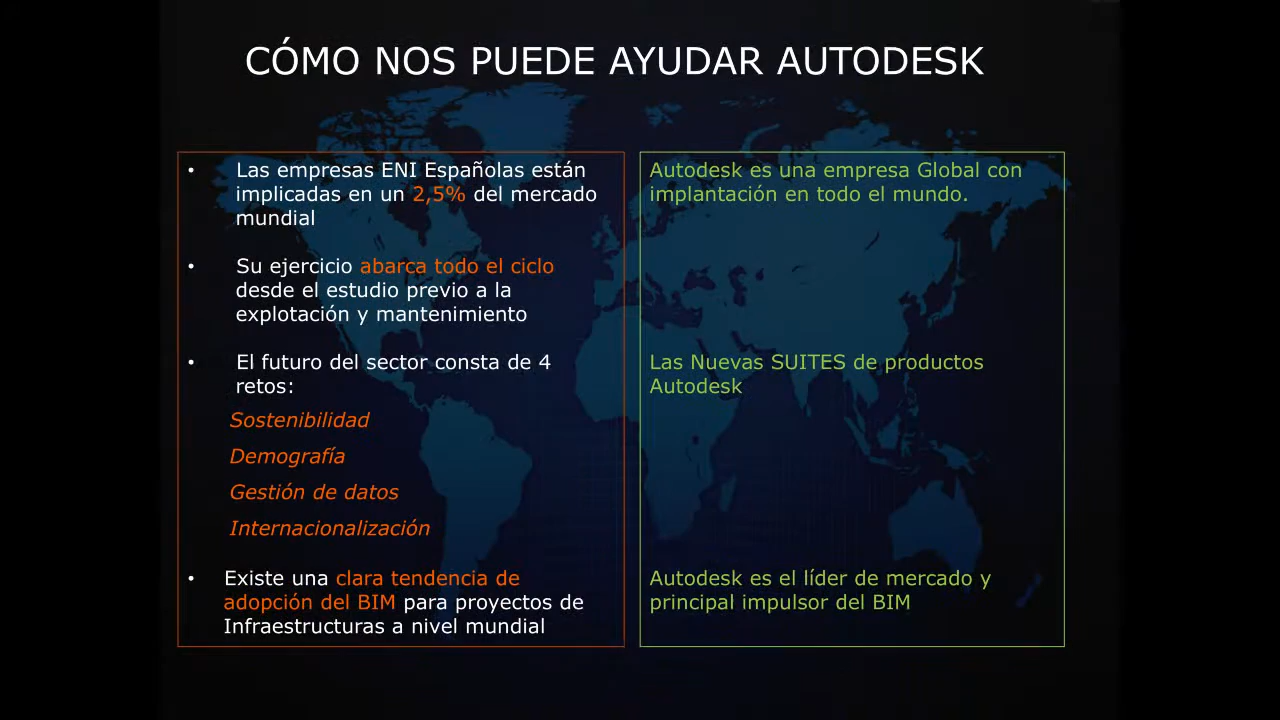 CÓMO NOS PUEDE AYUDAR AUTODESK
• Las empresas ENI Españolas están
implicadas en un 2,5% del mercado
mundial
• Su ejercicio abarca todo el ciclo
desde el estudio previo a la
explotación y mantenimiento
• El futuro del sector consta de 4
retos:
Sostenibilidad
Demografía
Gestión de datos
Internacionalización
• Existe una clara tendencia de
adopción del BIM para proyectos de
Infraestructuras a nivel mundial
Autodesk es una empresa Global con
implantación en todo el mundo.
Las Nuevas SUITES de productos
Autodesk
Autodesk es el líder de mercado y
principal impulsor del BIM